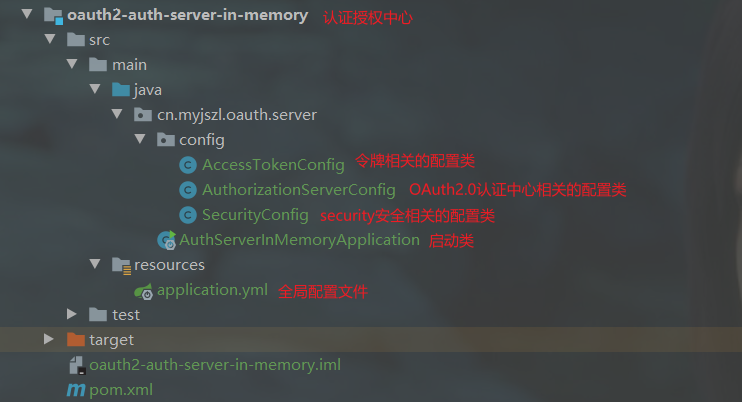 oauth2-auth-server-in-memory 认证授权中心
src
main
java
cn.myjszl.oauth.server
config
AccessTokenConfig 令牌相关的配置类
AuthorizationServerConfig OAuth2.0认证中心相关的配置类
SecurityConfig security安全相关的配置类
AuthServerInMemoryApplication 启动类
resources
application.yml 全局配置文件
test
target
oauth2-auth-server-in-memory.iml
pom.xml